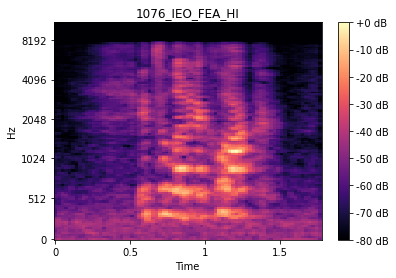 1076_IEO_FEA_HI
8192
4096
2048
1024
512
0
Hz
0
0.5
1
1.5
Time
+0 dB
-10 dB
-20 dB
-30 dB
-40 dB
-50 dB
-60 dB
-70 dB
-80 dB